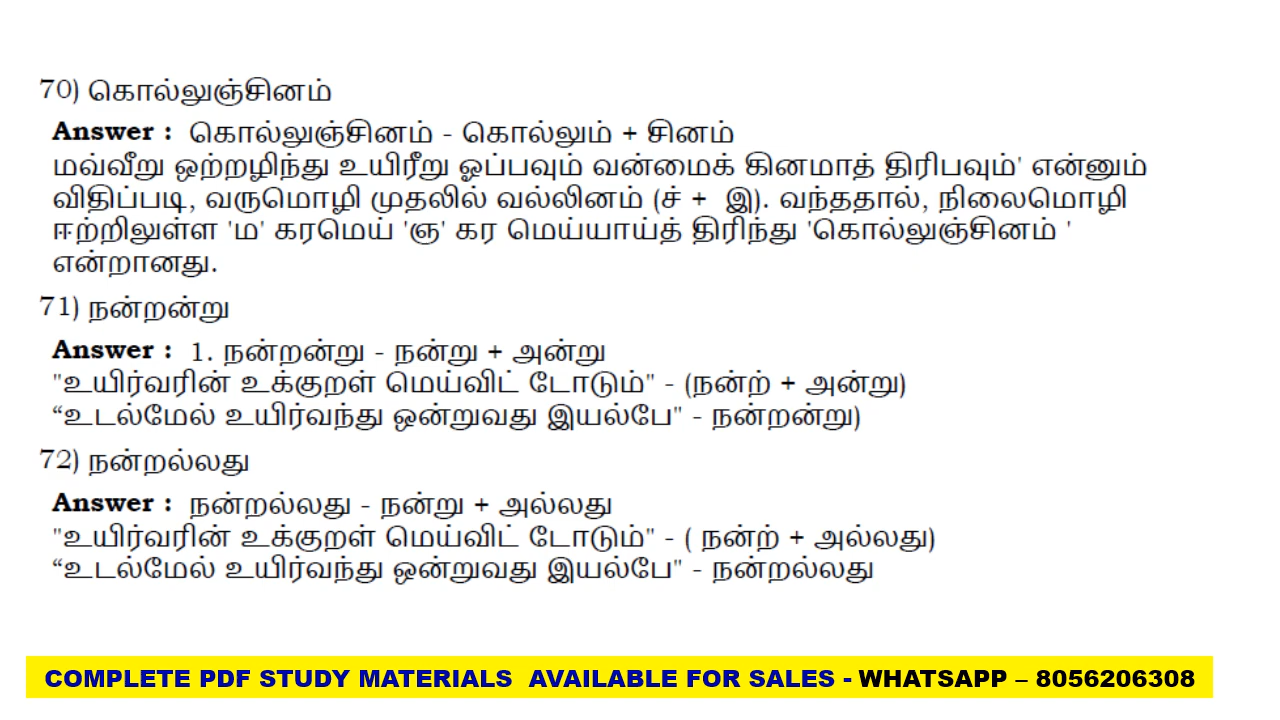 70) கொல்லுஞ்சினம்
Answer : கொல்லுஞ்சினம் - கொல்லும் + சினம்
மவ்வீறு ஒற்றழிந்து உயிரீறு ஒப்பவும் வன்மைக் கினமாத் திரிபவும்' என்னும்
விதிப்படி, வருமொழி முதலில் வல்லினம் (ச் + இ). வந்ததால், நிலைமொழி
ஈற்றிலுள்ள 'ம' கரமெய் 'ஞ' கர மெய்யாய்த் திரிந்து 'கொல்லுஞ்சினம் '
என்றானது.
71) நன்றன்று
Answer : 1. நன்றன்று - நன்று + அன்று
"உயிர்வரின் உக்குறள் மெய்விட் டோடும்" - (நன்ற் + அன்று)
“உடல்மேல் உயிர்வந்து ஒன்றுவது இயல்பே" - நன்றன்று)
72) நன்றல்லது
Answer : நன்றல்லது - நன்று + அல்லது
"உயிர்வரின் உக்குறள் மெய்விட் டோடும்" - ( நன்ற் + அல்லது)
“உடல்மேல் உயிர்வந்து ஒன்றுவது இயல்பே" - நன்றல்லது
COMPLETE PDF STUDY MATERIALS AVAILABLE FOR SALES - WHATSAPP – 8056206308